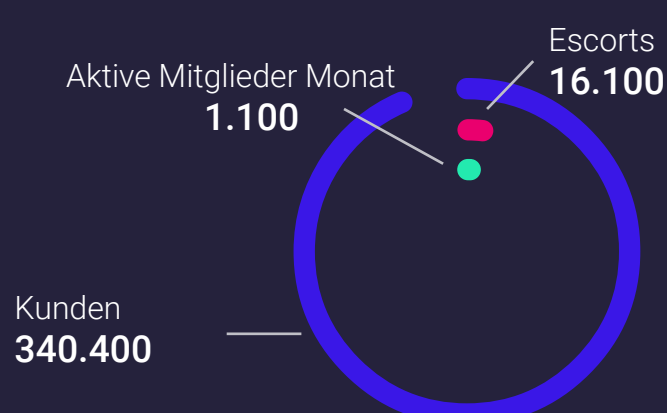 Escorts
16.100
Aktive Mitglieder Monat
1.100
Kunden
340.400